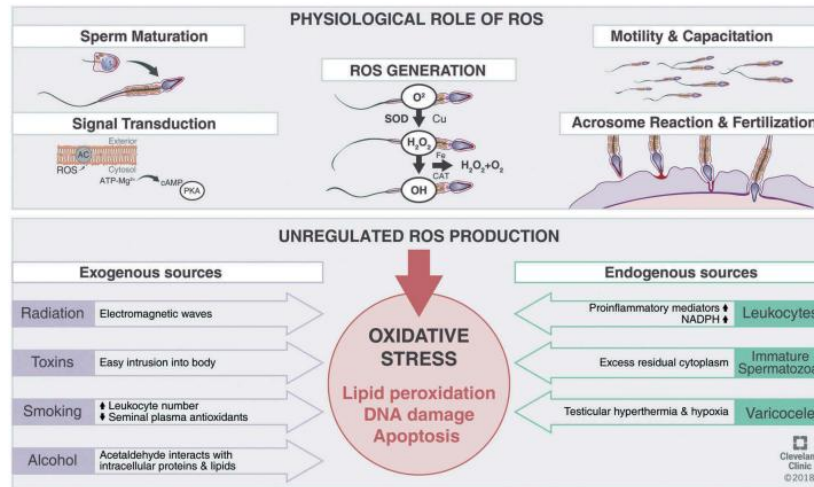 PHYSIOLOGICAL ROLE OF ROS
Sperm Maturation
Signal Transduction
Exterior
AC
ROS
Cytosol
ATP-Mg²⁺
cAMP
PKA
ROS GENERATION
O²
SOD
Cu
H₂O₂
Fe
CAT
H₂O₂+O₂
OH
Motility & Capacitation
Acrosome Reaction & Fertilization
UNREGULATED ROS PRODUCTION
Exogenous sources
Radiation
Electromagnetic waves
Toxins
Easy intrusion into body
Smoking
⬆ Leukocyte number
⬇ Seminal plasma antioxidants
Alcohol
Acetaldehyde interacts with
intracellular proteins & lipids
OXIDATIVE
STRESS
Lipid peroxidation
DNA damage
Apoptosis
Endogenous sources
Proinflammatory mediators ⬆
NADPH ⬆
Leukocytes
Excess residual cytoplasm
Immature
Spermatozoa
Testicular hyperthermia & hypoxia
Varicocele
Cleveland
Clinic
©2018